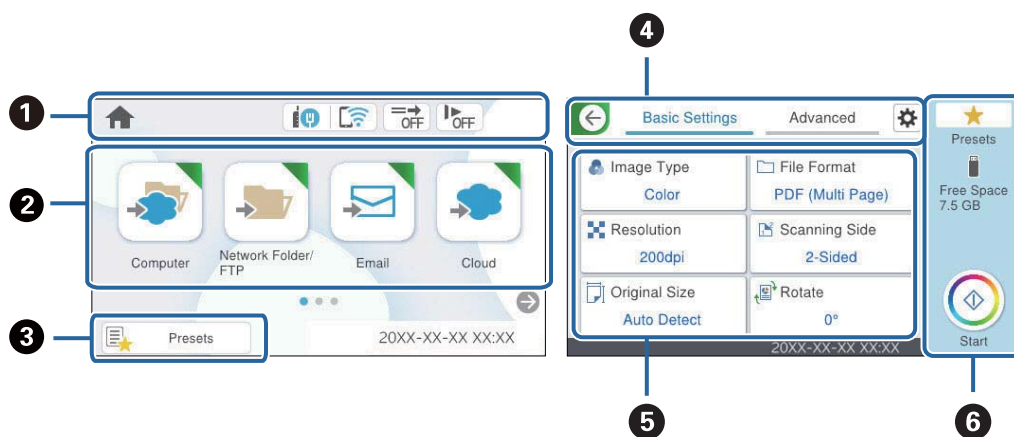 4
1
OFF
OFF
2
Computer
Network Folder/
FTP
Email
Cloud
3
Presets
20XX-XX-XX XX:XX
Basic Settings
Advanced
Image Type
Color
File Format
PDF (Multi Page)
Resolution
200dpi
Scanning Side
2-Sided
Original Size
Auto Detect
Rotate
0°
20XX-XX-XX XX:XX
Presets
Free Space
7.5 GB
Start
5
6